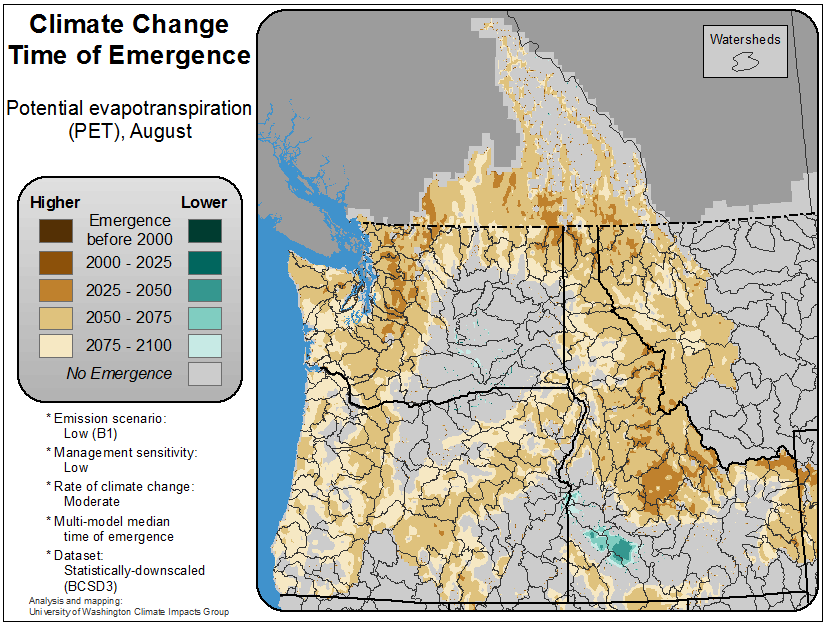 Climate Change
Time of Emergence
Potential evapotranspiration
(PET), August
Higher
Lower
Emergence
before 2000
2000 - 2025
2025 - 2050
2050 - 2075
2075 - 2100
No Emergence
* Emission scenario:
Low (B1)
* Management sensitivity:
Low
* Rate of climate change:
Moderate
* Multi-model median
time of emergence
* Dataset:
Statistically-downscaled
(BCSD3)
Analysis and mapping:
University of Washington Climate Impacts Group
Watersheds